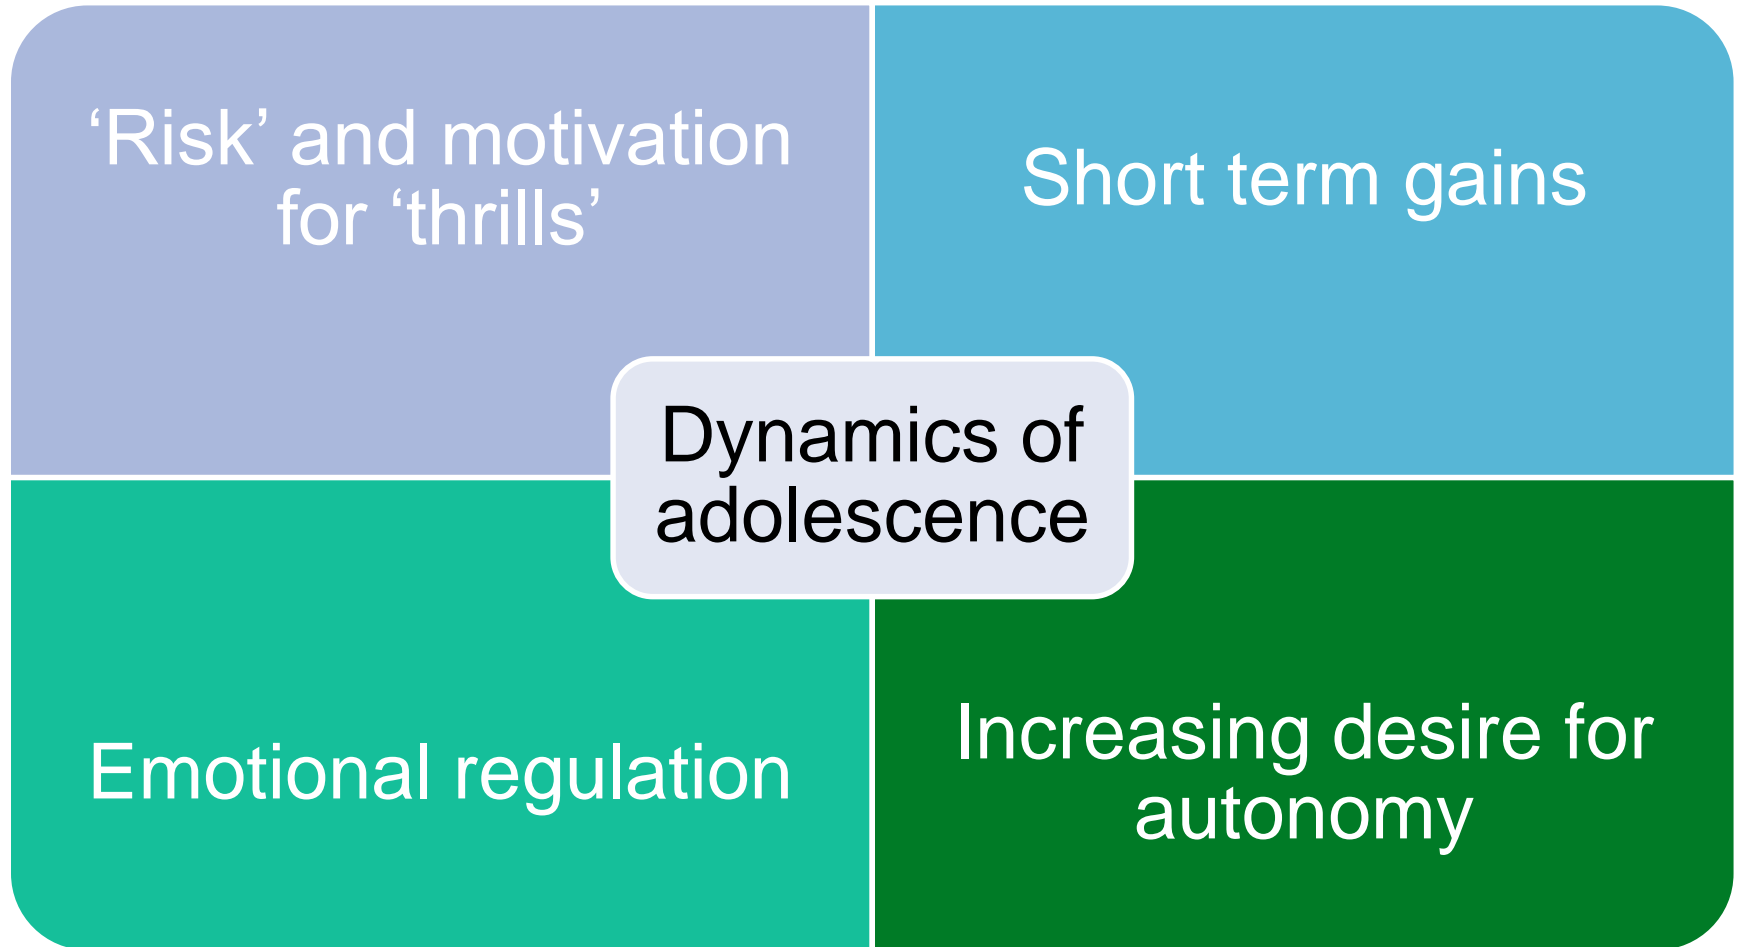 ‘Risk’ and motivation
for ‘thrills’
Short term gains
Dynamics of
adolescence
Emotional regulation
Increasing desire for
autonomy